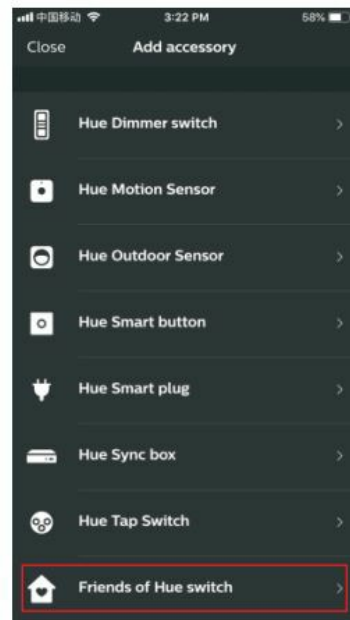 中国移动 3:22 PM 58%
Close Add accessory
Hue Dimmer switch
Hue Motion Sensor
Hue Outdoor Sensor
Hue Smart button
Hue Smart plug
Hue Sync box
Hue Tap Switch
Friends of Hue switch